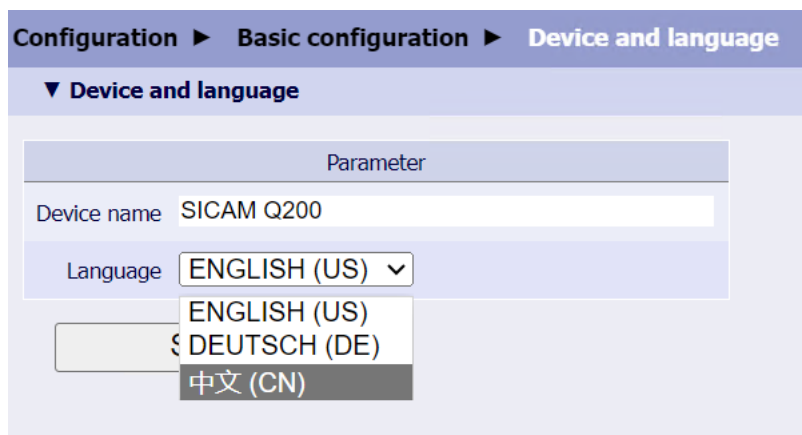 Configuration ► Basic configuration ► Device and language
▼ Device and language
Parameter
Device name SICAM Q200
Language ENGLISH (US)
ENGLISH (US)
DEUTSCH (DE)
中文 (CN)